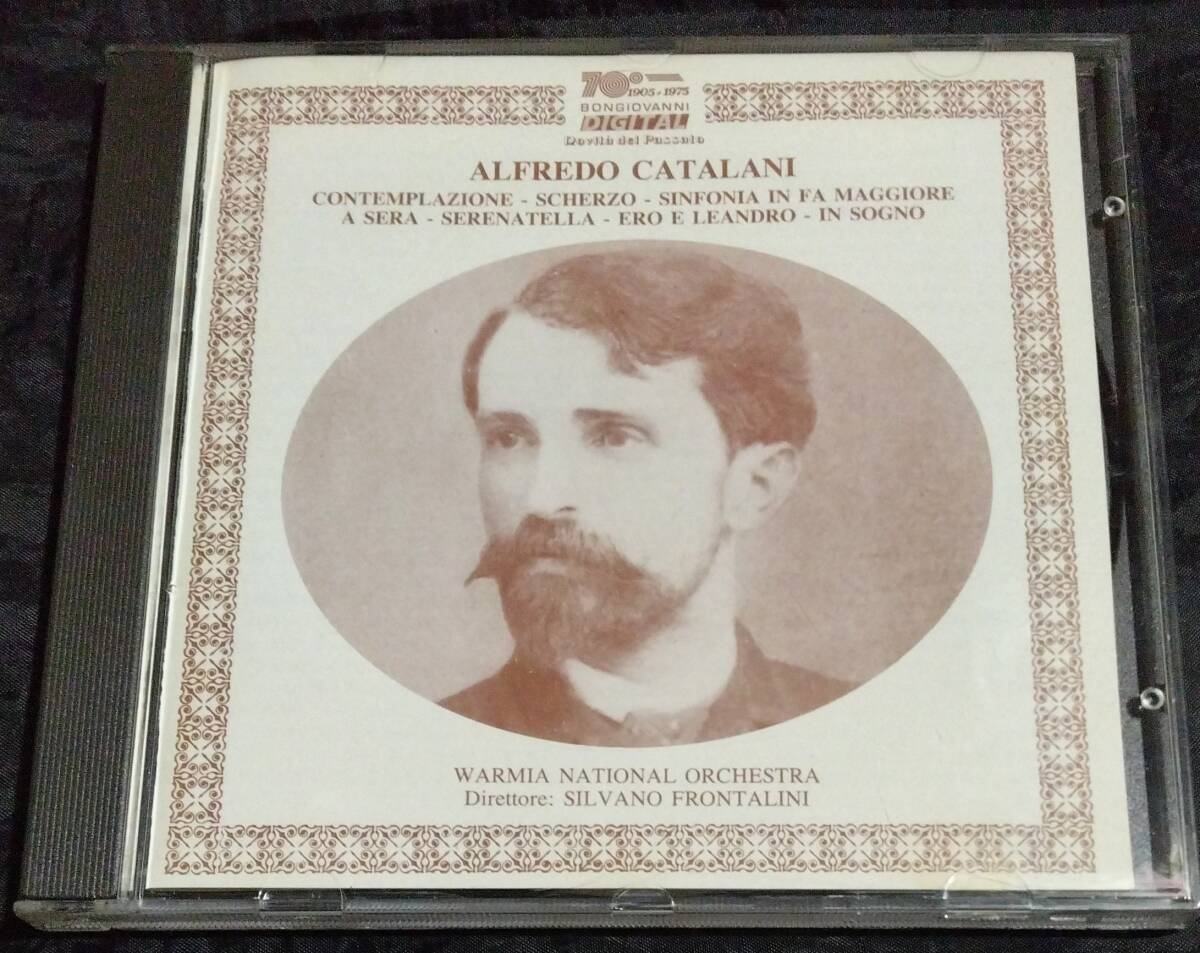 70° 1905-1975
BONGIOVANNI
DIGITAL
Novità del Passato
ALFREDO CATALANI
CONTEMPLAZIONE - SCHERZO - SINFONIA IN FA MAGGIORE
A SERA - SERENATELLA - ERO E LEANDRO - IN SOGNO
WARMIA NATIONAL ORCHESTRA
Direttore: SILVANO FRONTALINI